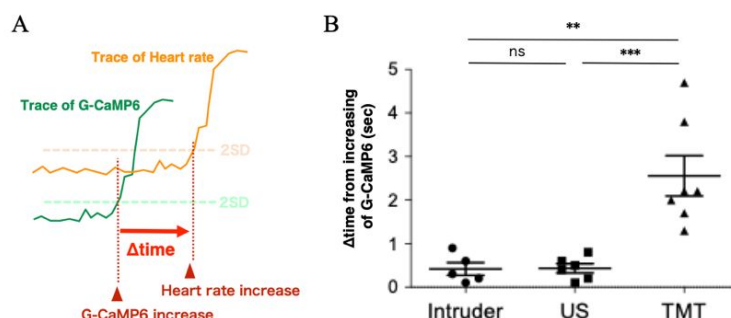 A
Trace of Heart rate
Trace of G-CaMP6
2SD
2SD
Δtime
Heart rate increase
G-CaMP6 increase
B
**
ns
***
Δtime from increasing
of G-CaMP6 (sec)
5
4
3
2
1
0
Intruder
US
TMT